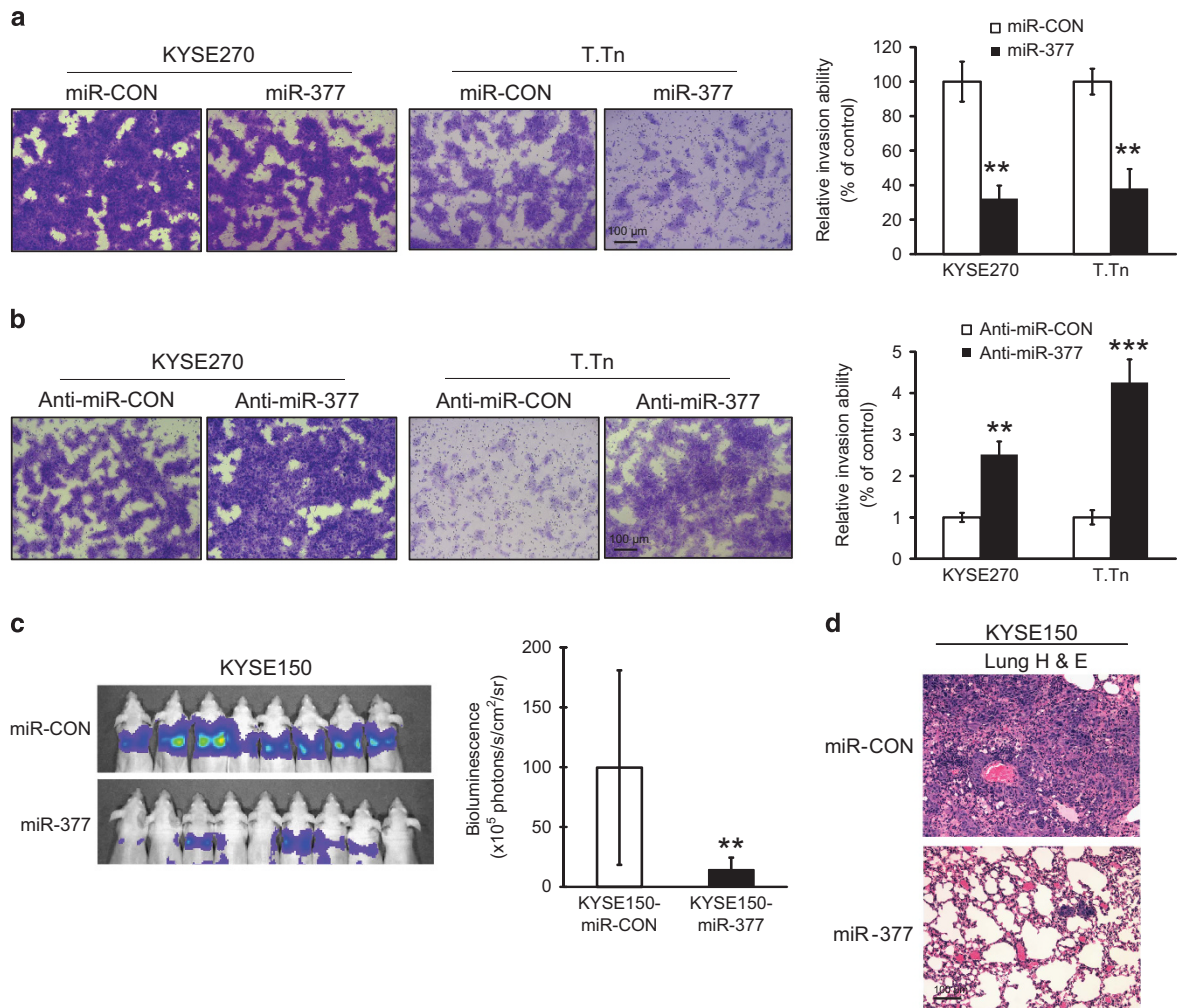 a
KYSE270
T.Tn
miR-CON
miR-377
miR-CON
miR-377
100 µm
miR-CON
miR-377
Relative invasion ability
(% of control)
120
100
80
60
40
20
0
**
**
KYSE270
T.Tn
b
KYSE270
T.Tn
Anti-miR-CON
Anti-miR-377
Anti-miR-CON
Anti-miR-377
100 µm
Anti-miR-CON
Anti-miR-377
Relative invasion ability
(% of control)
5
4
3
2
1
0
**
***
KYSE270
T.Tn
c
KYSE150
miR-CON
miR-377
Bioluminescence
(x10⁵ photons/s/cm²/sr)
200
150
100
50
0
**
KYSE150-
miR-CON
KYSE150-
miR-377
d
KYSE150
Lung H & E
miR-CON
miR-377
100 µm